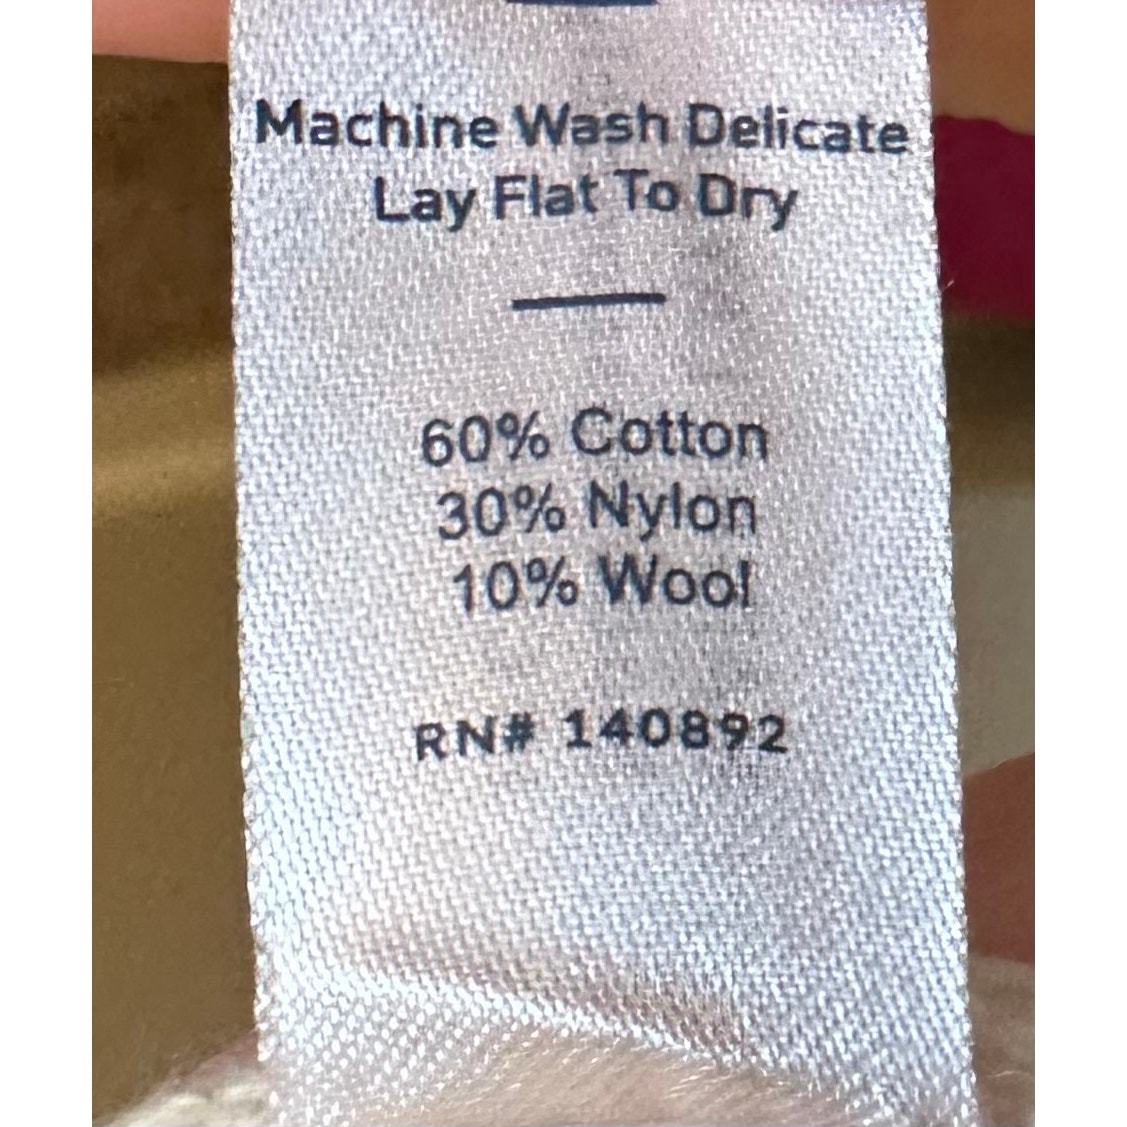 Machine Wash Delicate
Lay Flat To Dry
60% Cotton
30% Nylon
10% Wool
RN# 140892